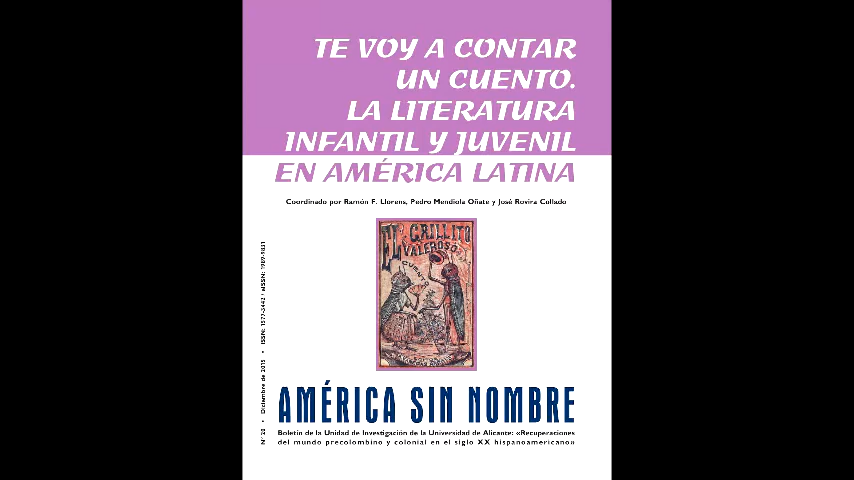 TE VOY A CONTAR
UN CUENTO.
LA LITERATURA
INFANTIL Y JUVENIL
EN AMÉRICA LATINA
Coordinado por Ramón F. Llorens, Pedro Mendiola Oñate y José Rovira Collado
EL GRILLITO
VALEROSO
CUENTO
Nº 20 • Diciembre de 2015 • ISSN: 1577-3442 / eISSN: 1989-9831
AMÉRICA SIN NOMBRE
Boletín de la Unidad de Investigación de la Universidad de Alicante: «Recuperaciones
del mundo precolombino y colonial en el siglo XX hispanoamericano»